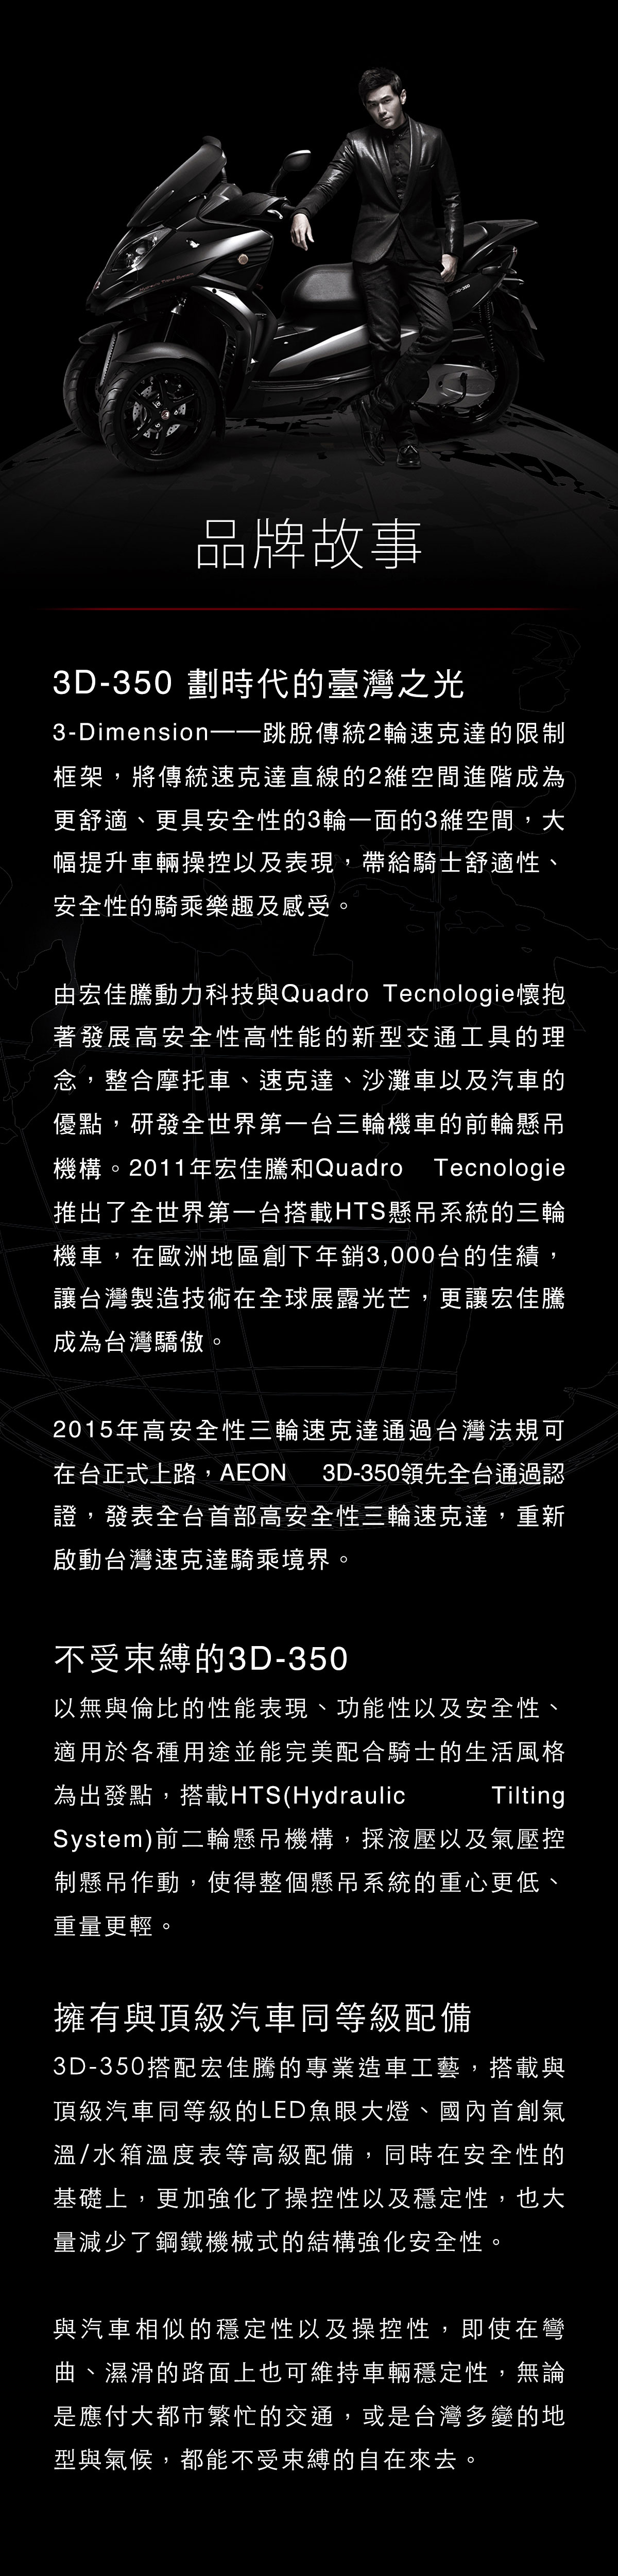 品牌故事
3D-350 劃時代的臺灣之光
3-Dimension——跳脫傳統2輪速克達的限制
框架，將傳統速克達直線的2維空間進階成為
更舒適、更具安全性的3輪一面的3維空間，大
幅提升車輛操控以及表現，帶給騎士舒適性、
安全性的騎乘樂趣及感受。
由宏佳騰動力科技與Quadro Tecnologie懷抱
著發展高安全性高性能的新型交通工具的理
念，整合摩托車、速克達、沙灘車以及汽車的
優點，研發全世界第一台三輪機車的前輪懸吊
機構。2011年宏佳騰和Quadro Tecnologie
推出了全世界第一台搭載HTS懸吊系統的三輪
機車，在歐洲地區創下年銷3,000台的佳績，
讓台灣製造技術在全球展露光芒，更讓宏佳騰
成為台灣驕傲。
2015年高安全性三輪速克達通過台灣法規可
在台正式上路，AEON 3D-350領先全台通過認
證，發表全台首部高安全性三輪速克達，重新
啟動台灣速克達騎乘境界。
不受束縛的3D-350
以無與倫比的性能表現、功能性以及安全性、
適用於各種用途並能完美配合騎士的生活風格
為出發點，搭載HTS(Hydraulic Tilting
System)前二輪懸吊機構，採液壓以及氣壓控
制懸吊作動，使得整個懸吊系統的重心更低、
重量更輕。
擁有與頂級汽車同等級配備
3D-350搭配宏佳騰的專業造車工藝，搭載與
頂級汽車同等級的LED魚眼大燈、國內首創氣
溫/水箱溫度表等高級配備，同時在安全性的
基礎上，更加強化了操控性以及穩定性，也大
量減少了鋼鐵機械式的結構強化安全性。
與汽車相似的穩定性以及操控性，即使在彎
曲、濕滑的路面上也可維持車輛穩定性，無論
是應付大都市繁忙的交通，或是台灣多變的地
型與氣候，都能不受束縛的自在來去。